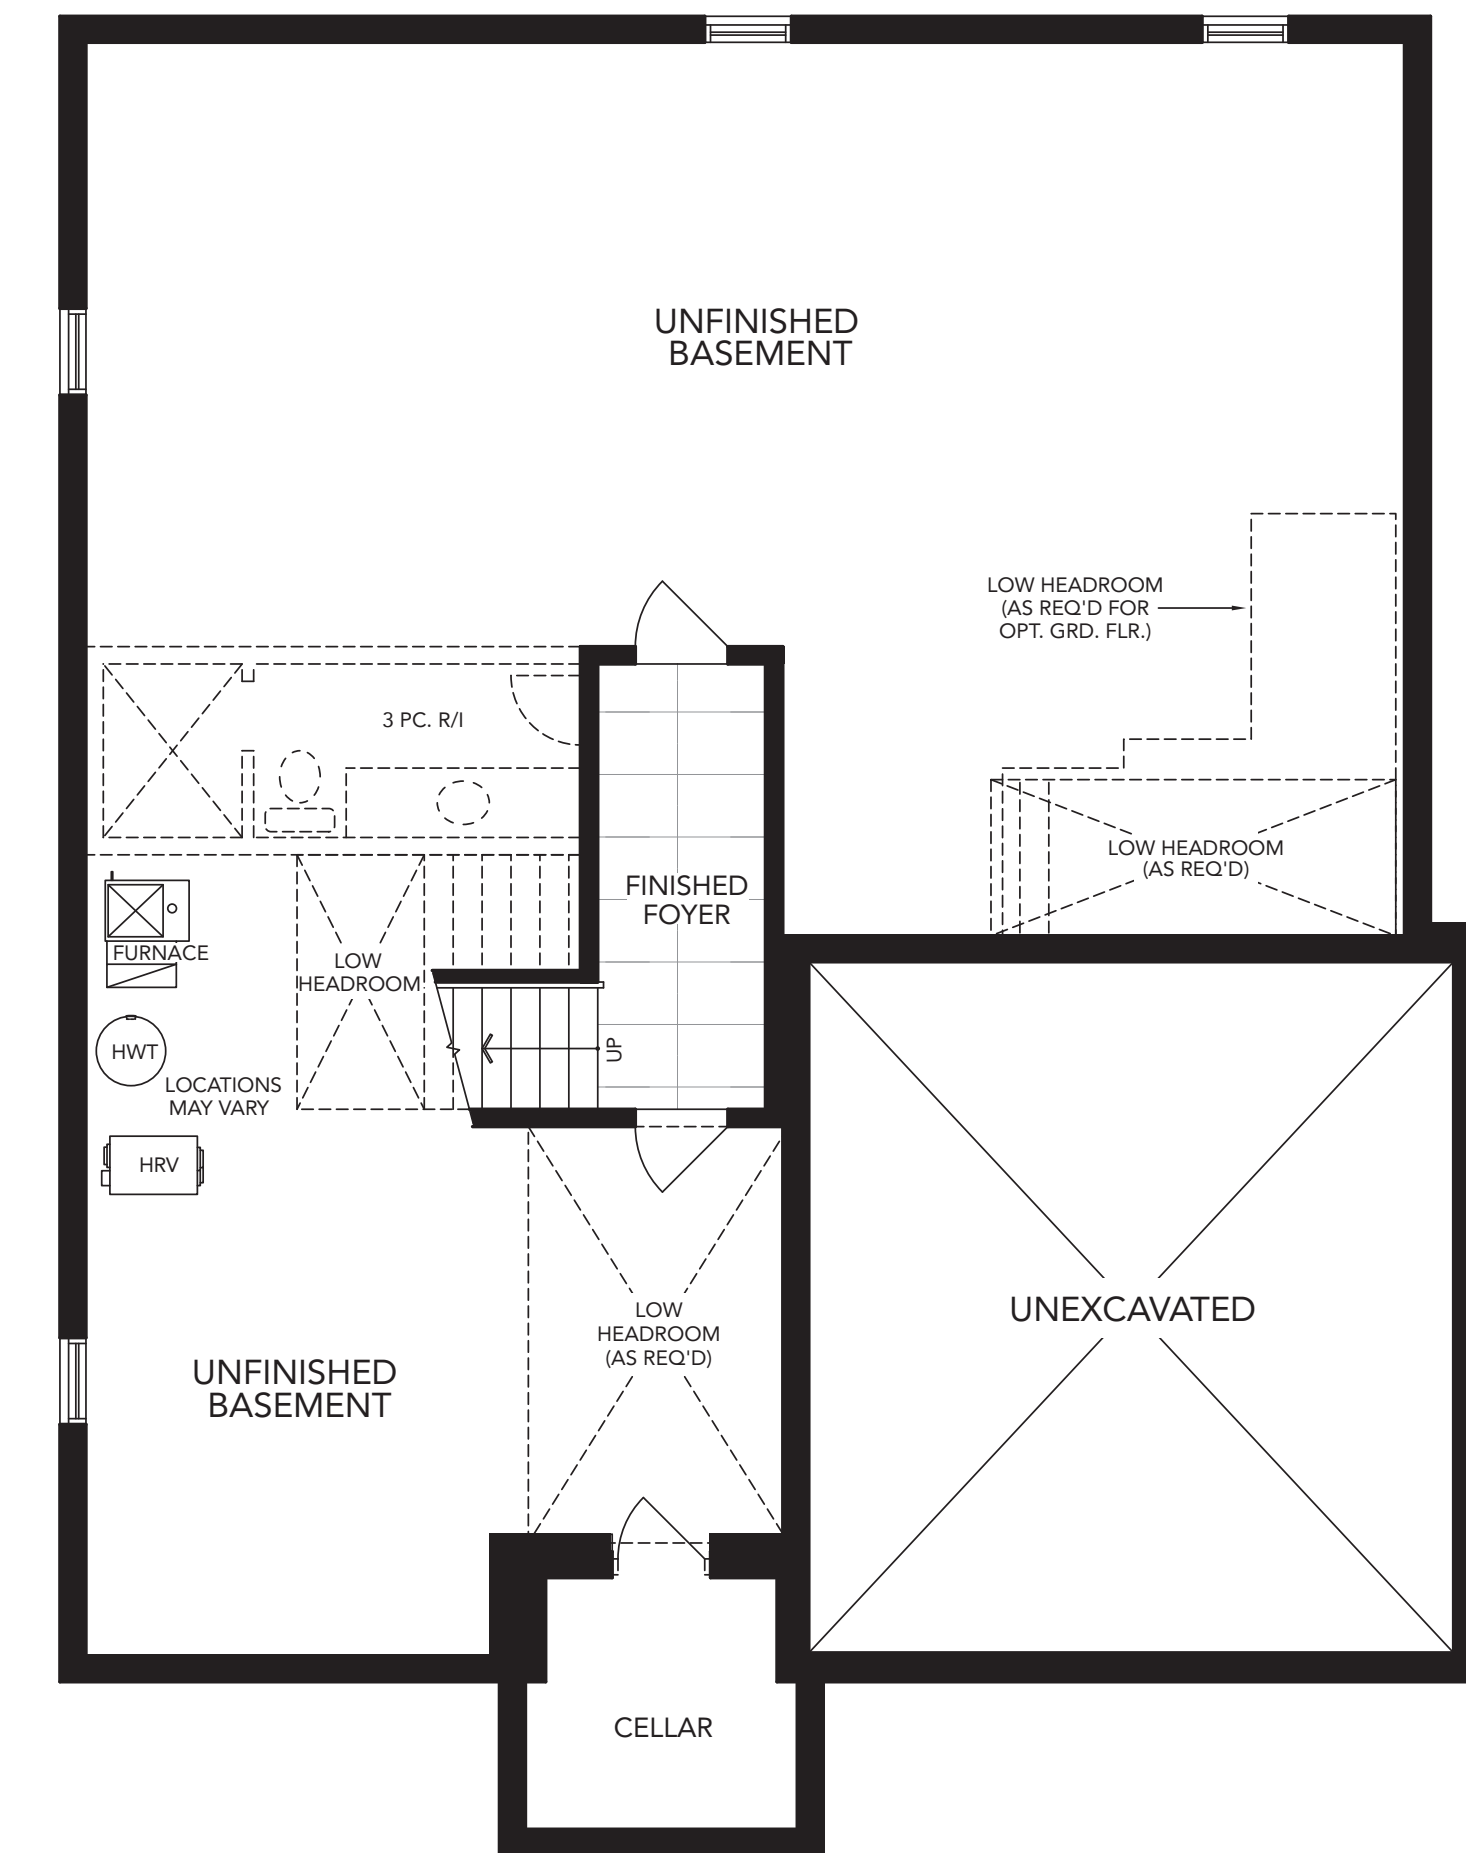 UNFINISHED
BASEMENT
LOW HEADROOM
(AS REQ'D FOR
OPT. GRD. FLR.)
3 PC. R/I
LOW HEADROOM
(AS REQ'D)
FINISHED
FOYER
FURNACE
LOW
HEADROOM
UP
HWT
LOCATIONS
MAY VARY
HRV
LOW
HEADROOM
(AS REQ'D)
UNEXCAVATED
UNFINISHED
BASEMENT
CELLAR